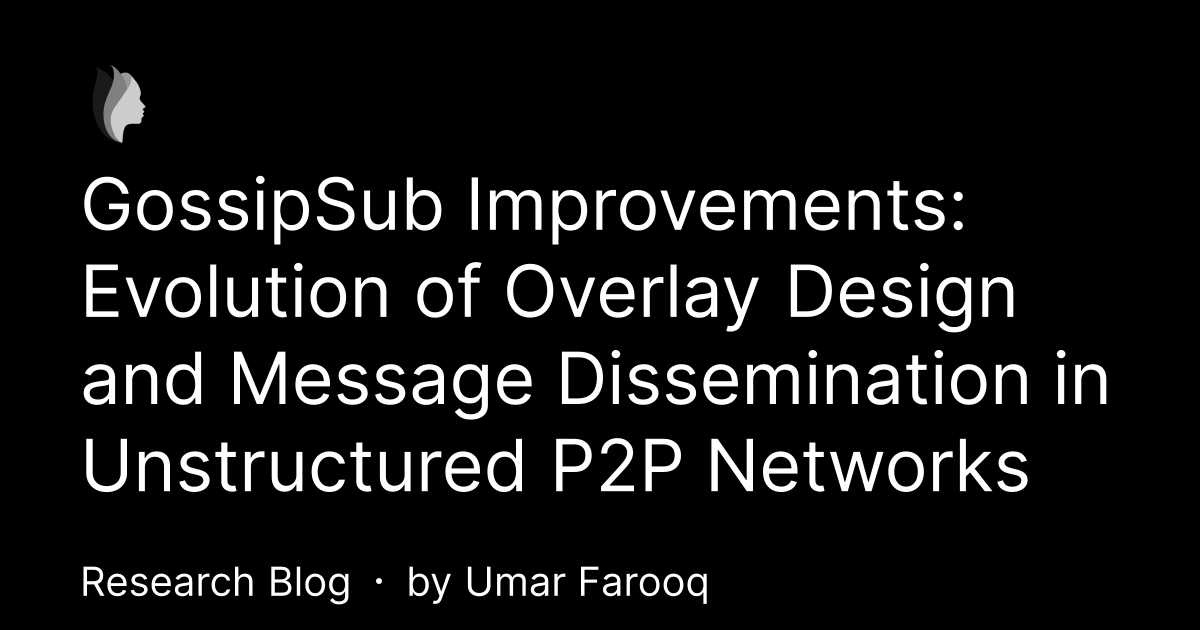 GossipSub Improvements:
Evolution of Overlay Design
and Message Dissemination in
Unstructured P2P Networks
Research Blog · by Umar Farooq